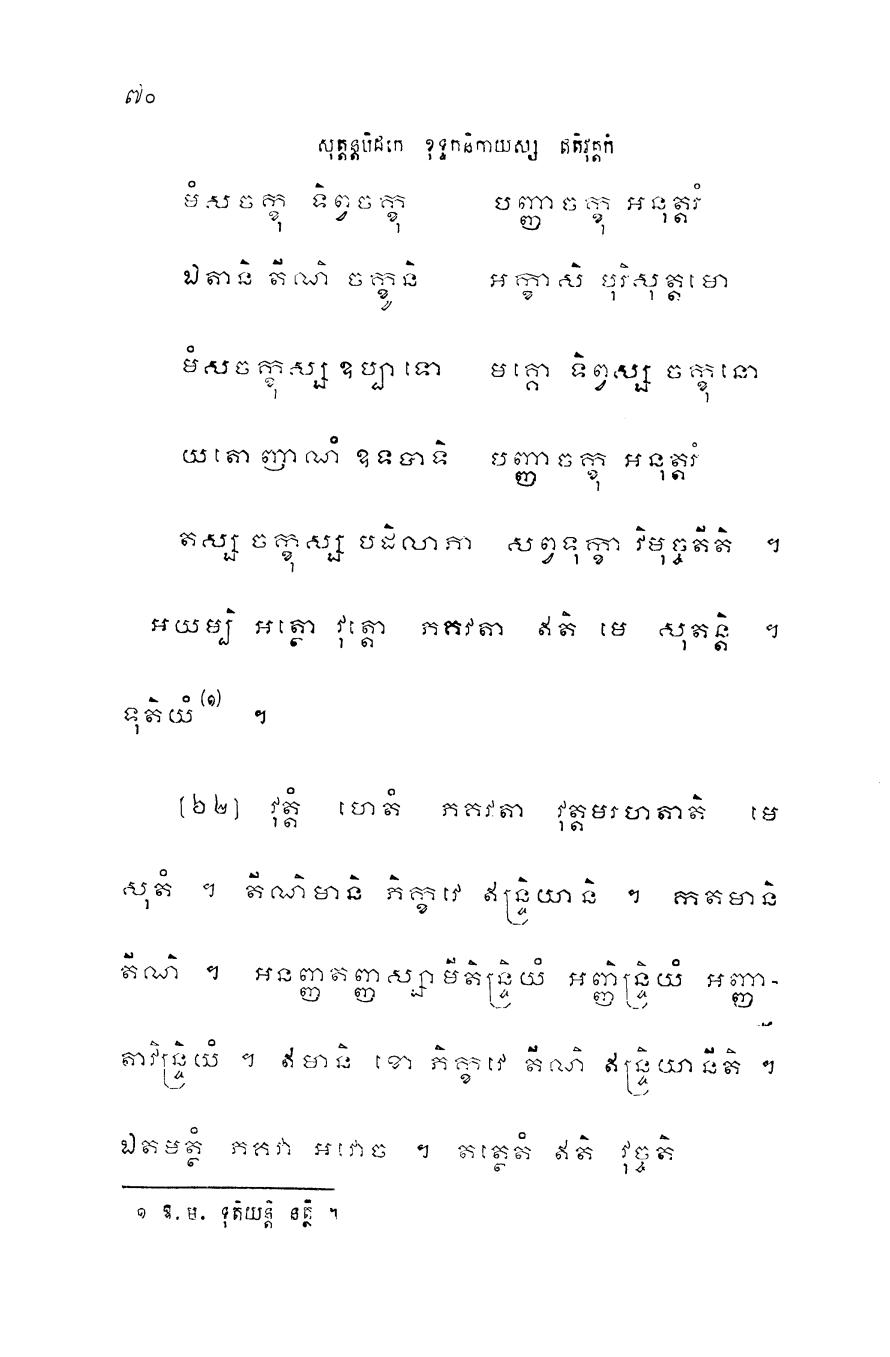 ៧០
សុត្តន្តបិដកេ ខុទ្ទកនិកាយស្ស ឥតិវុត្តកំ
មំសចក្ខុ ទិព្វចក្ខុ បញ្ញាចក្ខុ អនុត្តរំ
ឯតានិ តីណិ ចក្ខូនិ អក្ខាសិ បុរិសុត្តមោ
មំសចក្ខុស្ស ឧប្បាទោ មគ្គោ ទិព្វស្ស ចក្ខុនោ
យតោ ញាណំ ឧទបាទិ បញ្ញាចក្ខុ អនុត្តរំ
តស្ស ចក្ខុស្ស បដិលាភា សព្វទុក្ខា វិមុច្ចតីតិ ។
អយម្បិ អត្ថោ វុត្តោ ភគវតា ឥតិ មេ សុតន្តិ ។
ទុតិយំ (១) ។
(៦២) វុត្តំ ហេតំ ភគវតា វុត្តមរហតាតិ មេ
សុតំ ។ តីណិមានិ ភិក្ខវេ ឥន្ទ្រិយានិ ។ កតមានិ
តីណិ ។ អនញ្ញតញ្ញស្សាមីតិន្ទ្រិយំ អញ្ញិន្ទ្រិយំ អញ្ញា-
តាវិន្ទ្រិយំ ។ ឥមានិ ខោ ភិក្ខវេ តីណិ ឥន្ទ្រិយានីតិ ។
ឯតមត្ថំ ភគវា អវោច ។ តត្ថេតំ ឥតិ វុច្ចតិ
១ ឱ. ម. ទុតិយន្តិ នត្ថិ ។